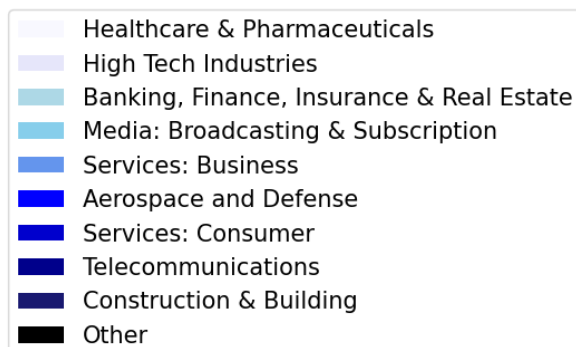 Healthcare & Pharmaceuticals
High Tech Industries
Banking, Finance, Insurance & Real Estate
Media: Broadcasting & Subscription
Services: Business
Aerospace and Defense
Services: Consumer
Telecommunications
Construction & Building
Other